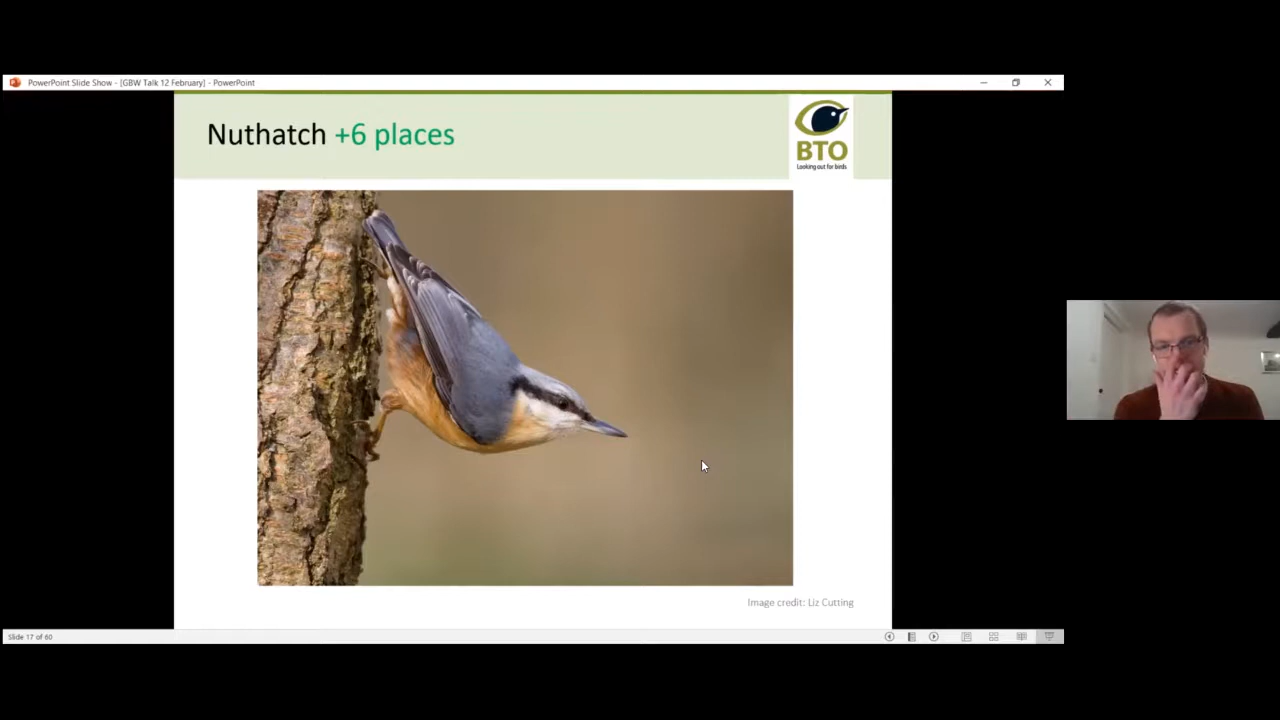 PowerPoint Slide Show - [GBW Talk 12 February] - PowerPoint
Nuthatch +6 places
BTO
Looking out for birds
Image credit: Liz Cutting
Slide 17 of 60